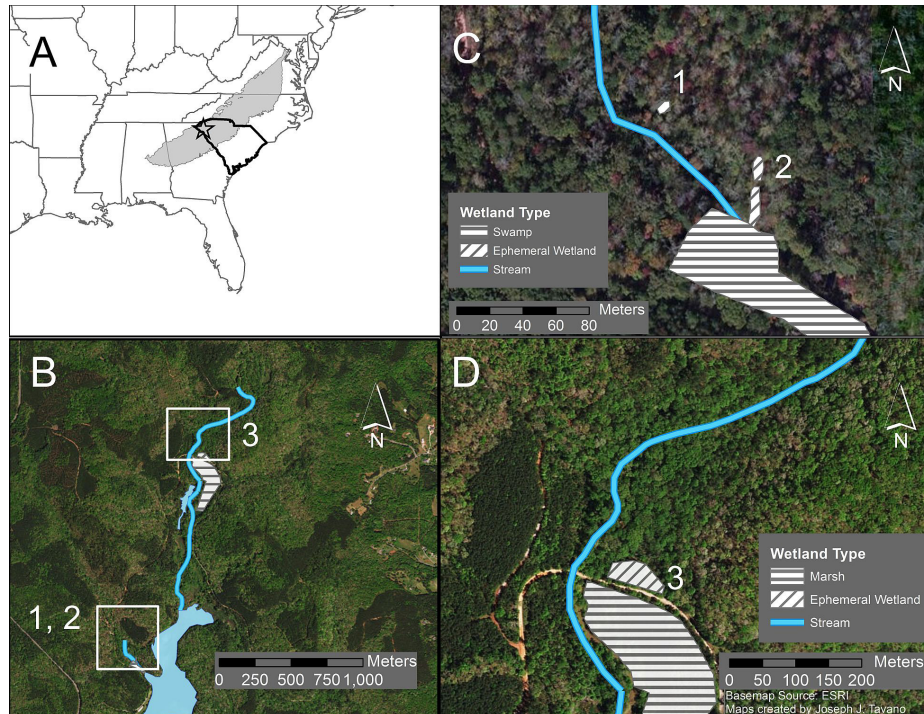 A
C
N
1
2
Wetland Type
Swamp
Ephemeral Wetland
Stream
Meters
0 20 40 60 80
B
N
3
1, 2
Meters
0 250 500 750 1,000
D
N
3
Wetland Type
Marsh
Ephemeral Wetland
Stream
Meters
0 50 100 150 200
Basemap Source: ESRI
Maps created by Joseph J. Tavano